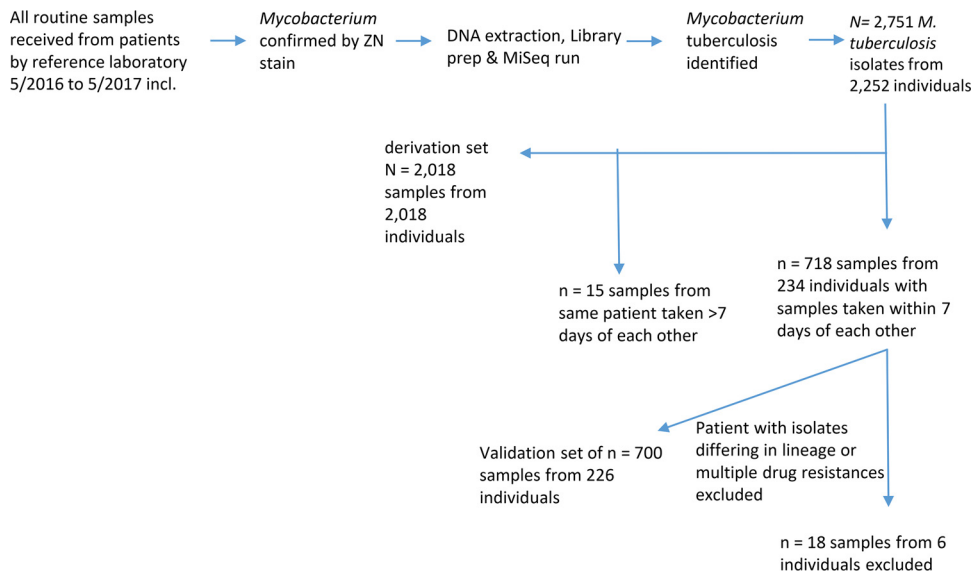 All routine samples
received from patients
by reference laboratory
5/2016 to 5/2017 incl.
Mycobacterium
confirmed by ZN
stain
DNA extraction, Library
prep & MiSeq run
Mycobacterium
tuberculosis
identified
N= 2,751 M.
tuberculosis
isolates from
2,252 individuals
derivation set
N = 2,018
samples from
2,018
individuals
n = 15 samples from
same patient taken >7
days of each other
n = 718 samples from
234 individuals with
samples taken within 7
days of each other
Validation set of n = 700
samples from 226
individuals
Patient with isolates
differing in lineage or
multiple drug resistances
excluded
n = 18 samples from 6
individuals excluded